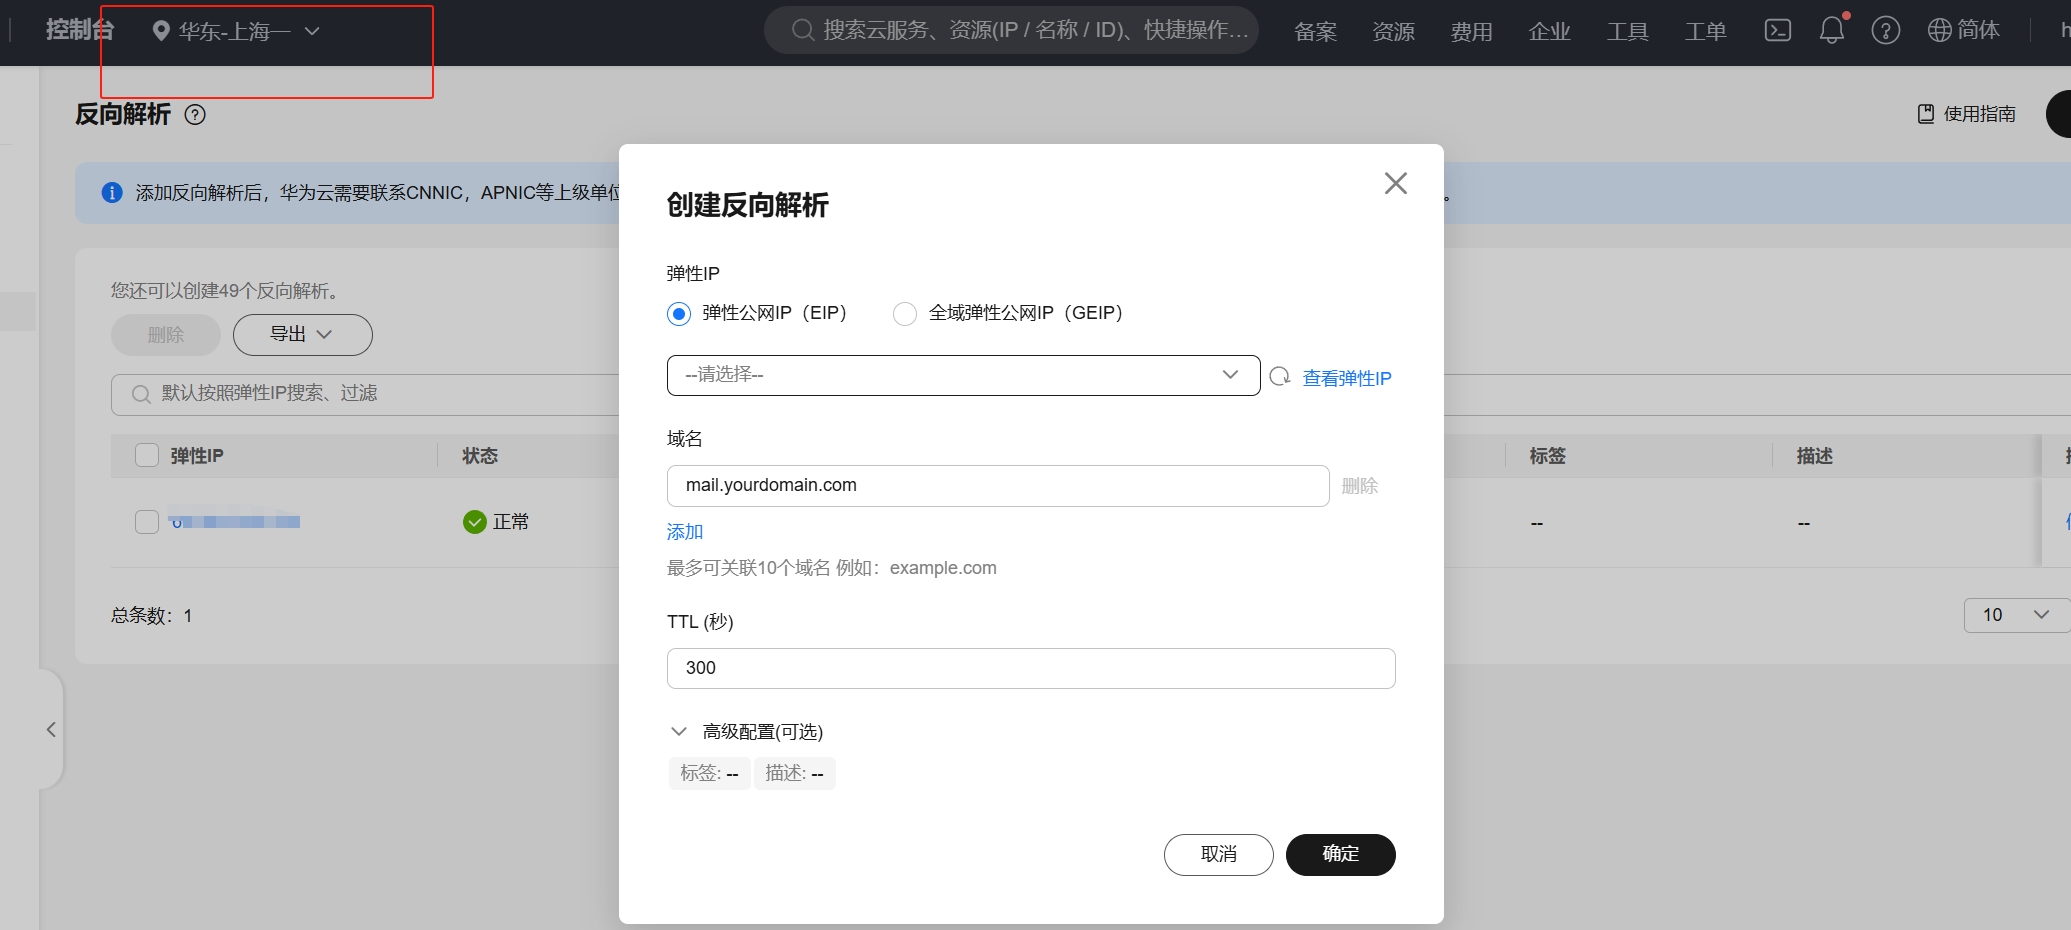 控制台 华东-上海一 搜索云服务、资源(IP / 名称 / ID)、快捷操作... 备案 资源 费用 企业 工具 工单 简体
反向解析 使用指南
添加反向解析后，华为云需要联系CNNIC，APNIC等上级单位
您还可以创建49个反向解析。
删除 导出
默认按照弹性IP搜索、过滤
弹性IP 状态 标签 描述
正常 -- --
总条数：1
10
创建反向解析
弹性IP
弹性公网IP（EIP） 全域弹性公网IP（GEIP）
--请选择-- 查看弹性IP
域名
mail.yourdomain.com 删除
添加
最多可关联10个域名 例如：example.com
TTL (秒)
300
高级配置(可选)
标签: -- 描述: --
取消 确定